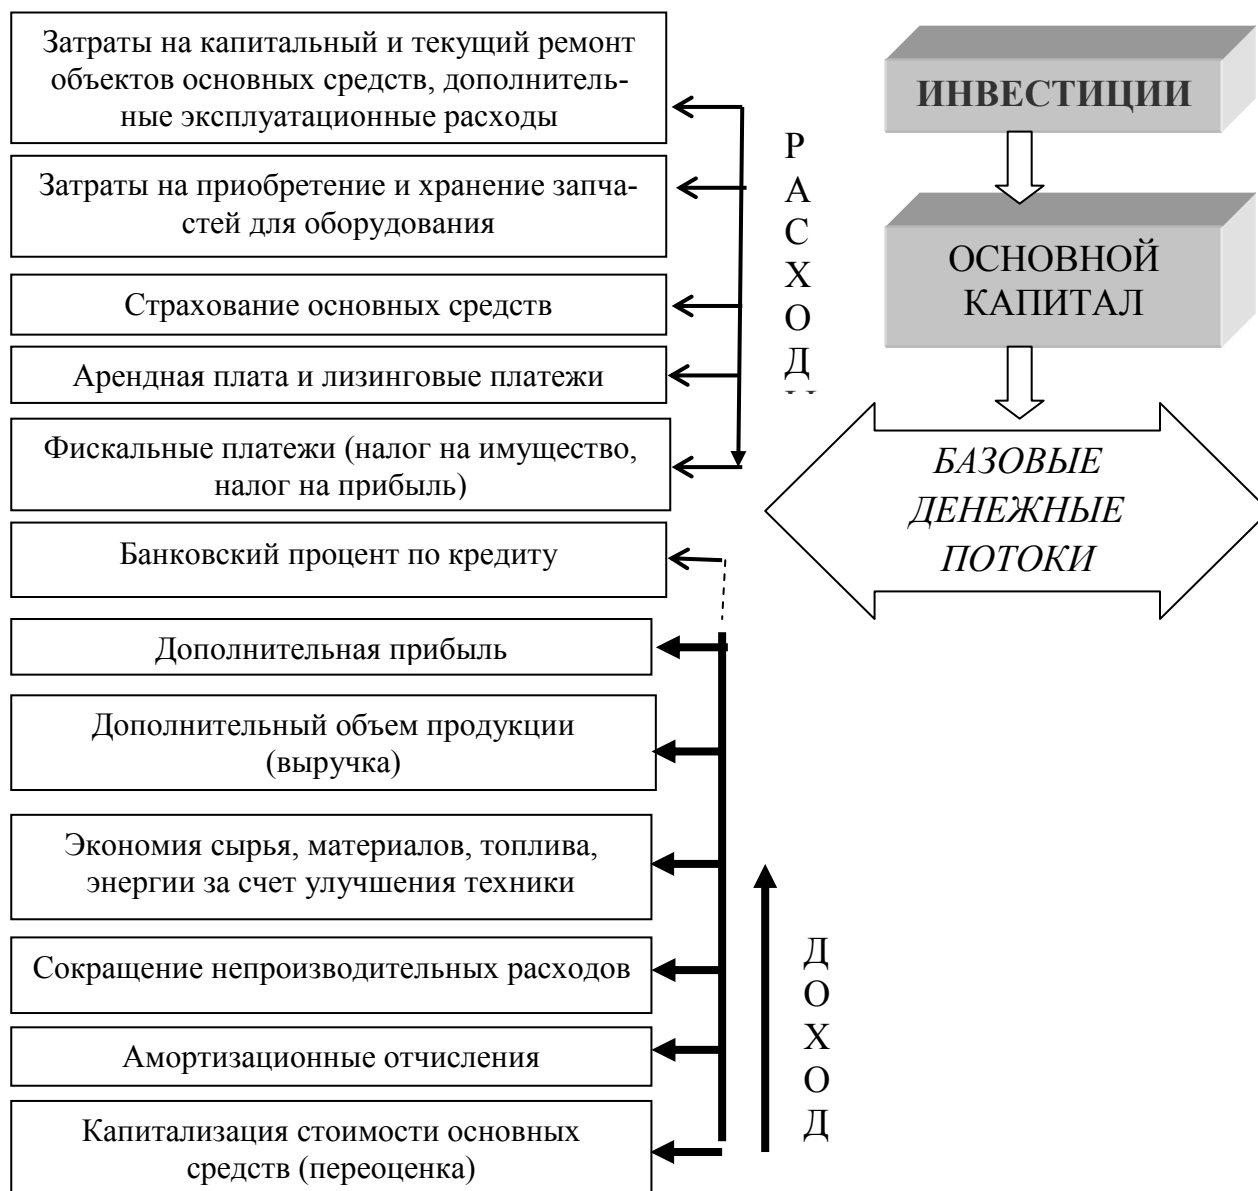 Затраты на капитальный и текущий ремонт
объектов основных средств, дополнитель-
ные эксплуатационные расходы
Затраты на приобретение и хранение запча-
стей для оборудования
Страхование основных средств
Арендная плата и лизинговые платежи
Фискальные платежи (налог на имущество,
налог на прибыль)
Банковский процент по кредиту
Дополнительная прибыль
Дополнительный объем продукции
(выручка)
Экономия сырья, материалов, топлива,
энергии за счет улучшения техники
Сокращение непроизводительных расходов
Амортизационные отчисления
Капитализация стоимости основных
средств (переоценка)
Р
А
С
Х
О
Д
Д
О
Х
О
Д
ИНВЕСТИЦИИ
ОСНОВНОЙ
КАПИТАЛ
БАЗОВЫЕ
ДЕНЕЖНЫЕ
ПОТОКИ